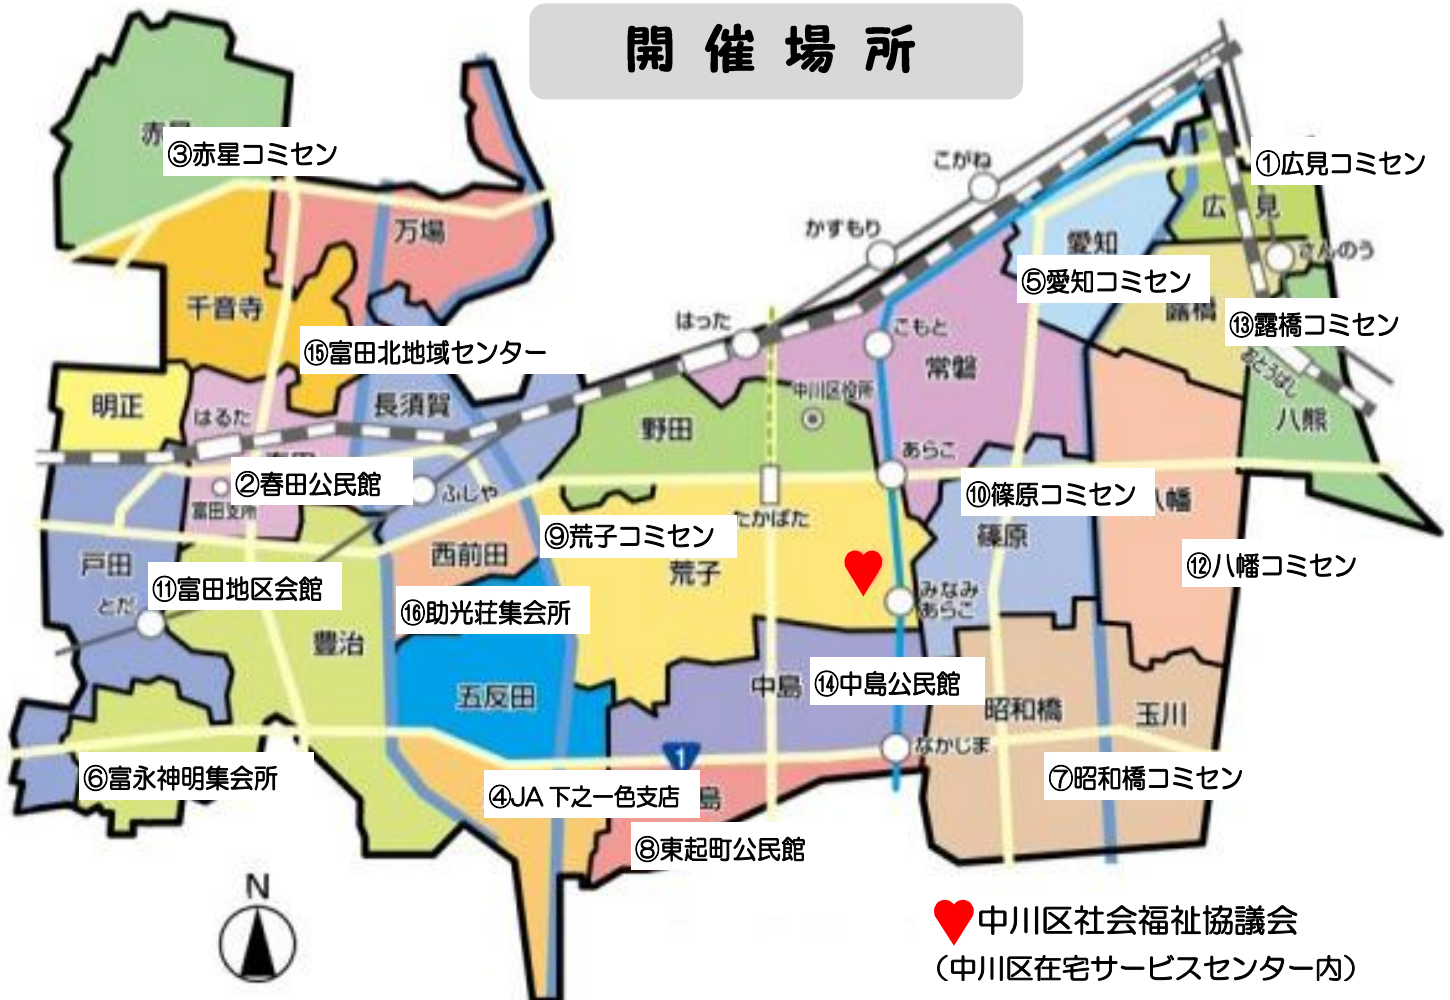 開催場所
赤星
③赤星コミセン
こがね
①広見コミセン
広見
万場
かすもり
愛知
さんのう
⑤愛知コミセン
千音寺
はった
こもと
露橋
⑬露橋コミセン
⑮富田北地域センター
常磐
おとうばし
明正
はるた
長須賀
中川区役所
野田
八熊
春田
あらこ
②春田公民館
ふしや
⑩篠原コミセン
八幡
富田支所
たかばた
⑨荒子コミセン
篠原
西前田
戸田
荒子
⑫八幡コミセン
⑪富田地区会館
とだ
みなみ
あらこ
⑯助光荘集会所
豊治
五反田
中島
⑭中島公民館
昭和橋
玉川
なかじま
1
⑥富永神明集会所
⑦昭和橋コミセン
④JA 下之一色支店
島
⑧東起町公民館
N
中川区社会福祉協議会
（中川区在宅サービスセンター内）